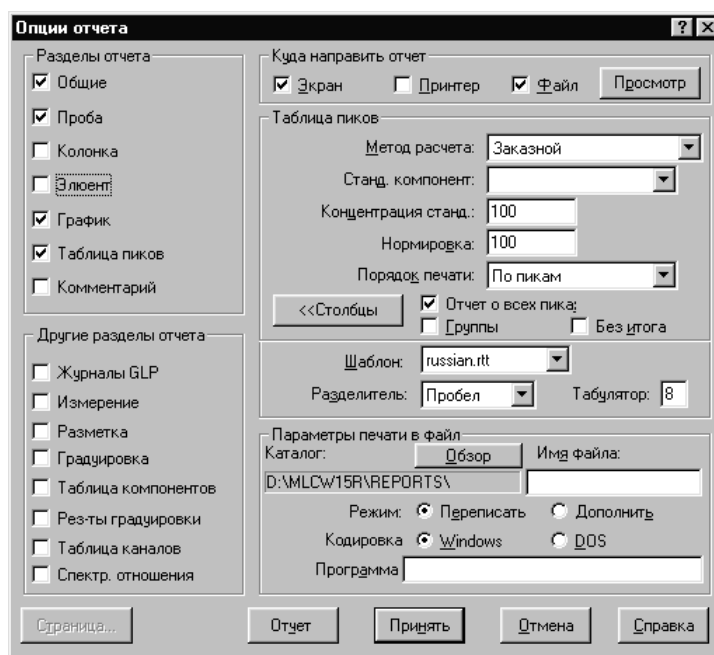 Опции отчета
Разделы отчета
Общие
Проба
Колонка
Элюент
График
Таблица пиков
Комментарий
Другие разделы отчета
Журналы GLP
Измерение
Разметка
Градуировка
Таблица компонентов
Рез-ты градуировки
Таблица каналов
Спектр. отношения
Куда направить отчет
Экран Принтер Файл Просмотр
Таблица пиков
Метод расчета: Заказной
Станд. компонент:
Концентрация станд.: 100
Нормировка: 100
Порядок печати: По пикам
<<Столбцы Отчет о всех пика;
Группы Без итога
Шаблон: russian.rtt
Разделитель: Пробел Табулятор: 8
Параметры печати в файл
Каталог: Обзор Имя файла:
D:\MLCW15R\REPORTS\
Режим: Переписать Дополнить
Кодировка Windows DOS
Программа
Страница... Отчет Принять Отмена Справка